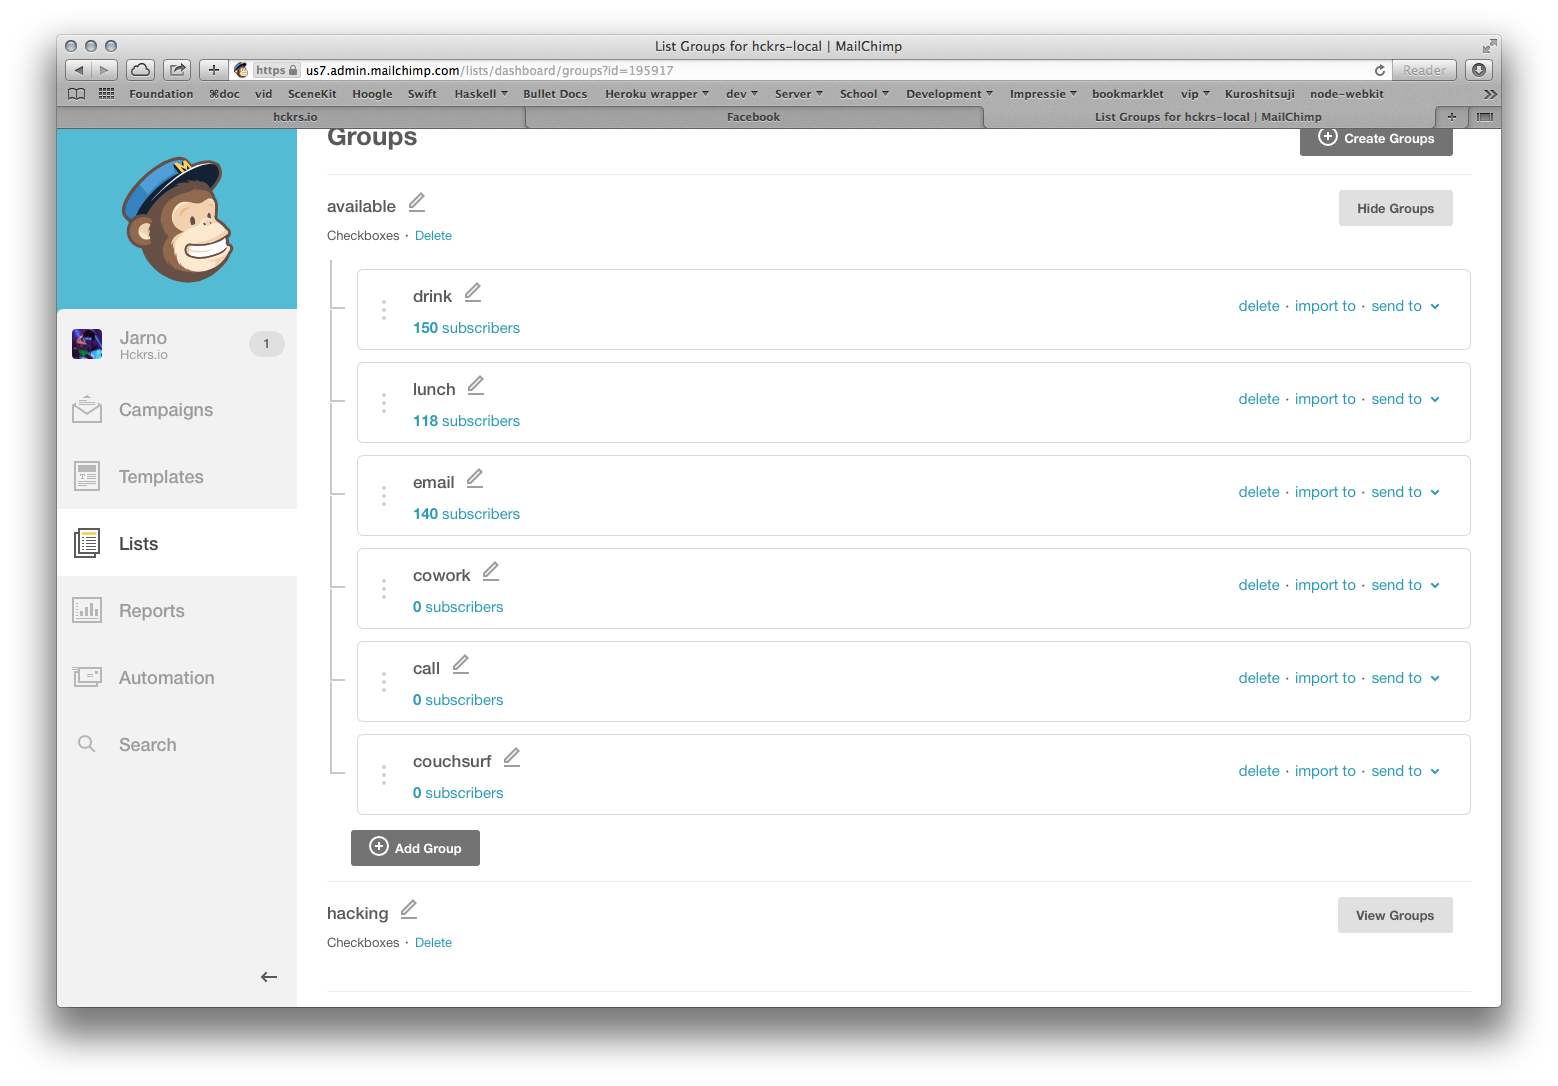 List Groups for hckrs-local | MailChimp
https us7.admin.mailchimp.com/lists/dashboard/groups?id=195917 Reader
Foundation ⌘doc vid SceneKit Hoogle Swift Haskell Bullet Docs Heroku wrapper dev Server School Development Impressie bookmarklet vip Kuroshitsuji node-webkit
hckrs.io Facebook List Groups for hckrs-local | MailChimp
M
Jarno
Hckrs.io
1
Campaigns
Templates
Lists
Reports
Automation
Search
Groups
Create Groups
available
Hide Groups
Checkboxes · Delete
drink
150 subscribers
delete · import to · send to
lunch
118 subscribers
delete · import to · send to
email
140 subscribers
delete · import to · send to
cowork
0 subscribers
delete · import to · send to
call
0 subscribers
delete · import to · send to
couchsurf
0 subscribers
delete · import to · send to
Add Group
hacking
View Groups
Checkboxes · Delete